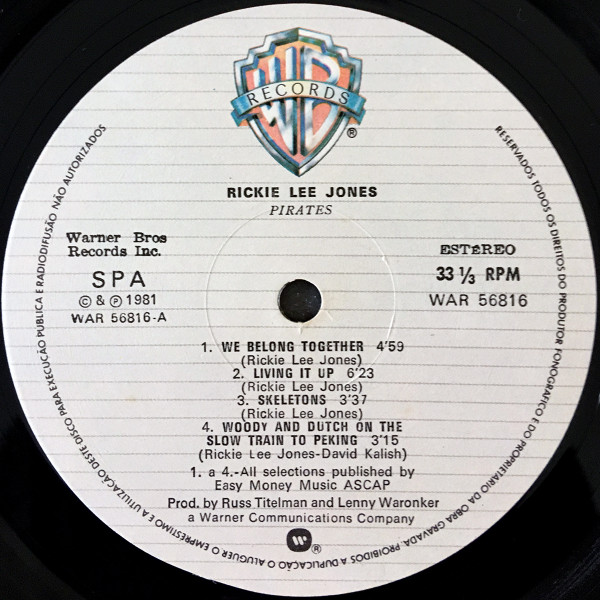 WB
RECORDS
®
RICKIE LEE JONES
PIRATES
Warner Bros
Records Inc.
SPA
© & ℗ 1981
WAR 56816-A
ESTÉREO
33 ⅓ RPM
WAR 56816
1. WE BELONG TOGETHER 4'59
(Rickie Lee Jones)
2. LIVING IT UP 6'23
(Rickie Lee Jones)
3. SKELETONS 3'37
(Rickie Lee Jones)
4. WOODY AND DUTCH ON THE
SLOW TRAIN TO PEKING 3'15
(Rickie Lee Jones-David Kalish)
1. a 4.-All selections published by
Easy Money Music ASCAP
Prod. by Russ Titelman and Lenny Waronker
a Warner Communications Company
®
RESERVADOS TODOS OS DIREITOS DO PRODUTOR FONOGRAFICO E DO PROPRIETARIO DA OBRA GRAVADA. PROIBIDOS A DUPLICAÇÃO O ALUGUER O EMPRESTIMO E A UTILIZAÇÃO DESTE DISCO PARA EXECUÇÃO PUBLICA E RADIODIFUSÃO NÃO AUTORIZADOS